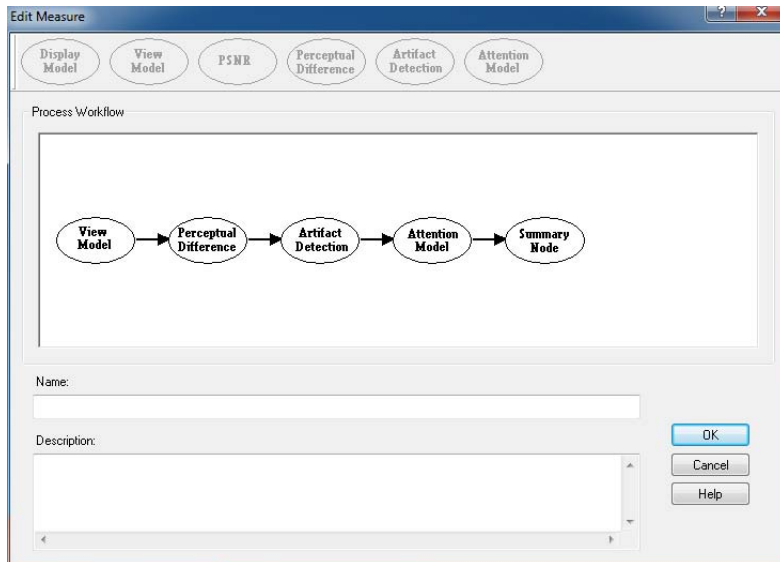 Edit Measure
?
X
Display
Model
View
Model
PSNR
Perceptual
Difference
Artifact
Detection
Attention
Model
Process Workflow
View
Model
Perceptual
Difference
Artifact
Detection
Attention
Model
Summary
Node
Name:
Description:
OK
Cancel
Help